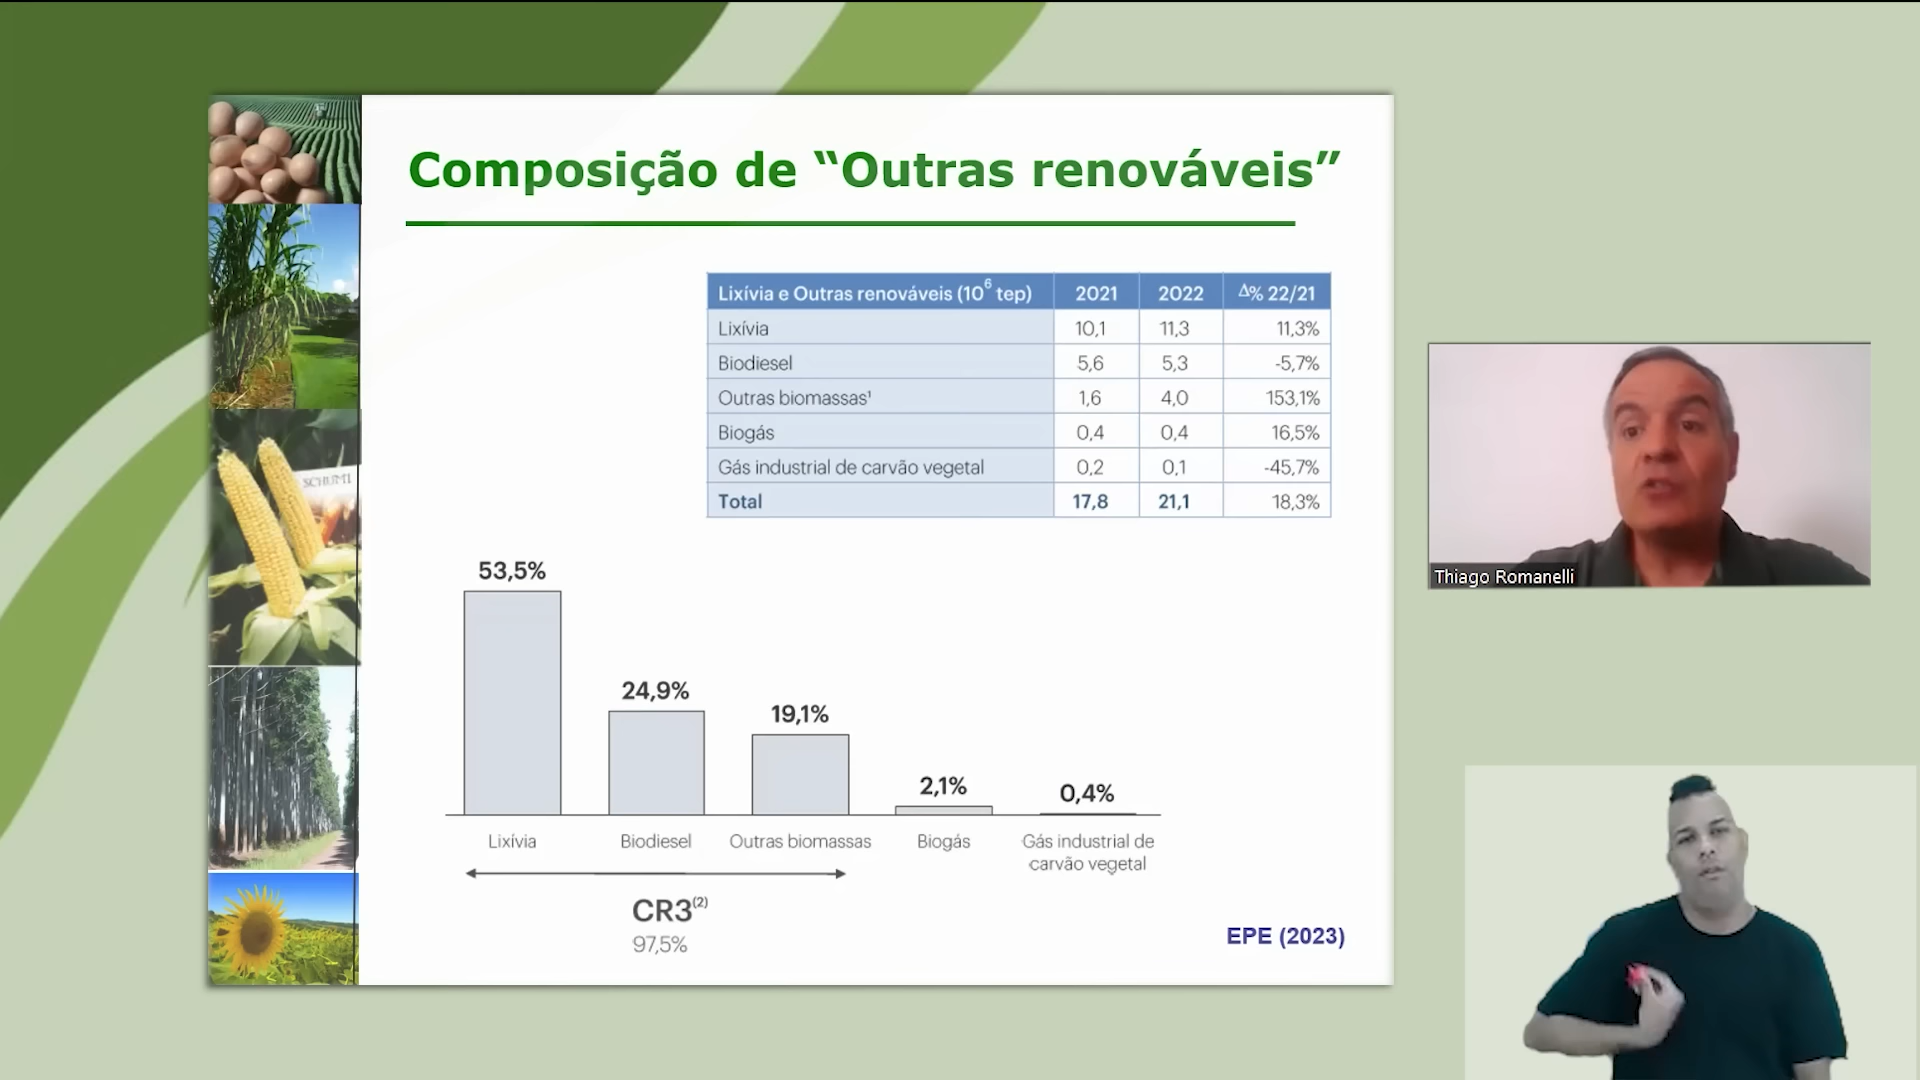 Composição de “Outras renováveis”
Lixívia e Outras renováveis (10⁶ tep) 2021 2022 Δ% 22/21
Lixívia 10,1 11,3 11,3%
Biodiesel 5,6 5,3 -5,7%
Outras biomassas¹ 1,6 4,0 153,1%
Biogás 0,4 0,4 16,5%
Gás industrial de carvão vegetal 0,2 0,1 -45,7%
Total 17,8 21,1 18,3%
53,5%
24,9%
19,1%
2,1%
0,4%
Lixívia
Biodiesel
Outras biomassas
Biogás
Gás industrial de
carvão vegetal
CR3⁽²⁾
97,5%
EPE (2023)
SCHUMI
Thiago Romanelli